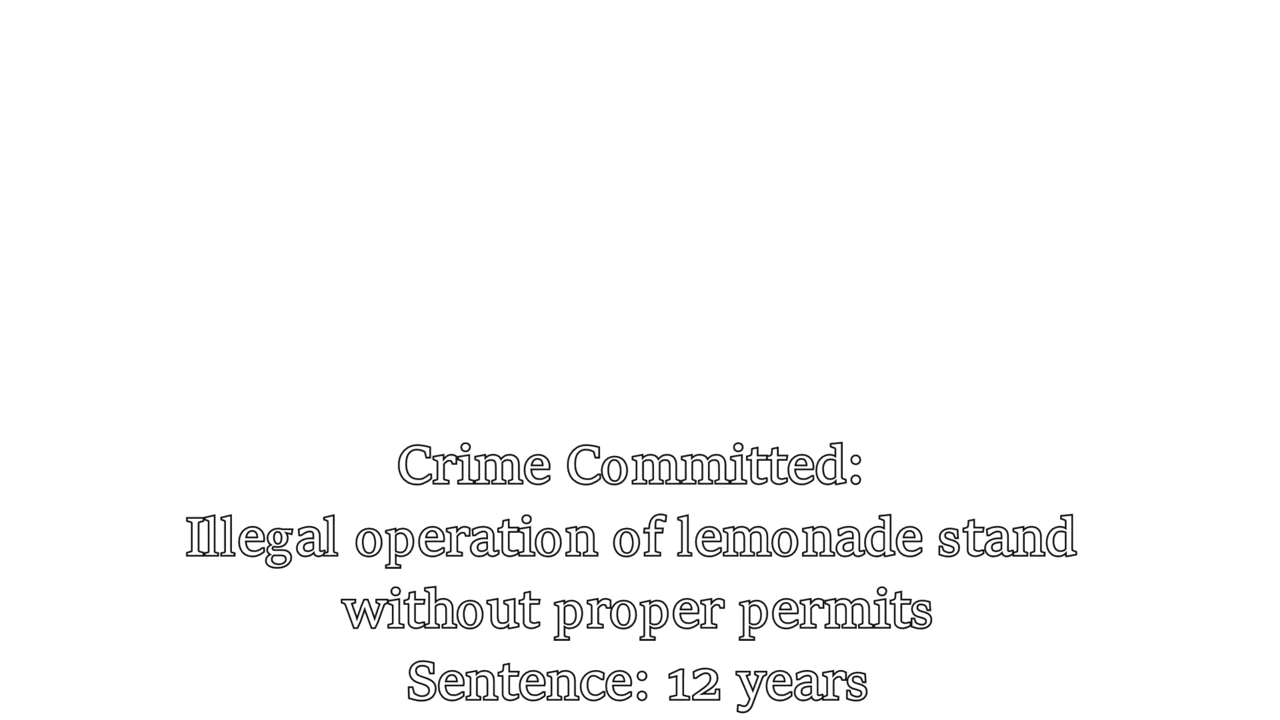 Crime Committed:
Illegal operation of lemonade stand
without proper permits
Sentence: 12 years